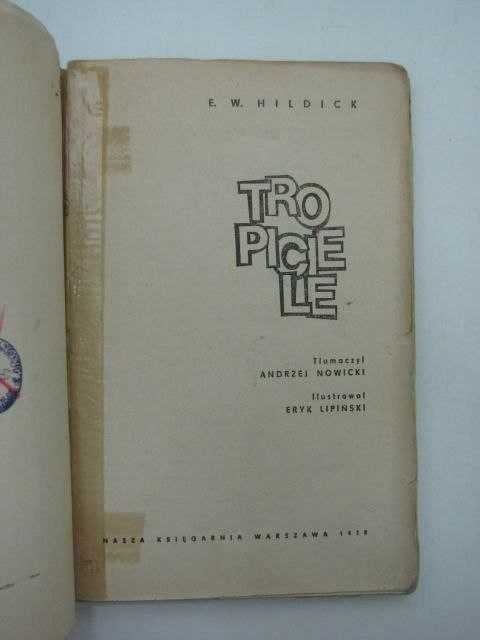 E. W. HILDICK
TRO
PICIE
LE
Tłumaczył
ANDRZEJ NOWICKI
Ilustrował
ERYK LIPIŃSKI
NASZA KSIĘGARNIA WARSZAWA